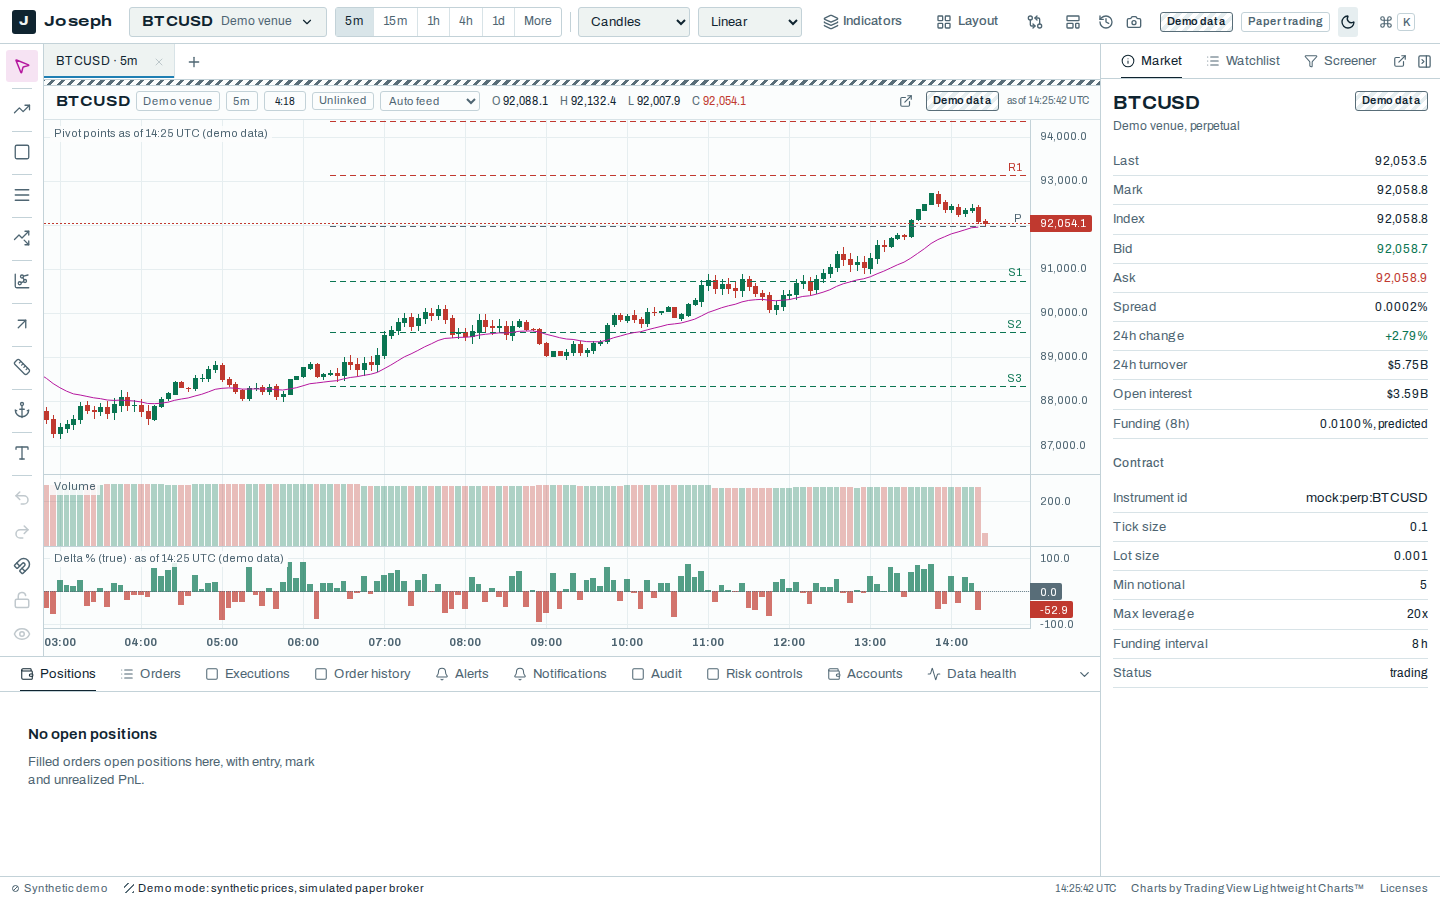 J Joseph BTCUSD Demo venue 5m 15m 1h 4h 1d More Candles Linear Indicators Layout Demo data Paper trading ⌘ K
BTCUSD · 5m × +
Market Watchlist Screener
BTCUSD Demo venue 5m 4:18 Unlinked Auto feed O 92,088.1 H 92,132.4 L 92,007.9 C 92,054.1 Demo data as of 14:25:42 UTC
Pivot points as of 14:25 UTC (demo data)
R1
P
S1
S2
S3
94,000.0
93,000.0
92,054.1
91,000.0
90,000.0
89,000.0
88,000.0
87,000.0
Volume
200.0
Delta % (true) · as of 14:25 UTC (demo data)
100.0
0.0
-52.9
-100.0
03:00 04:00 05:00 06:00 07:00 08:00 09:00 10:00 11:00 12:00 13:00 14:00
BTCUSD Demo data
Demo venue, perpetual
Last 92,053.5
Mark 92,058.8
Index 92,058.8
Bid 92,058.7
Ask 92,058.9
Spread 0.0002%
24h change +2.79%
24h turnover $5.75B
Open interest $3.59B
Funding (8h) 0.0100%, predicted
Contract
Instrument id mock:perp:BTCUSD
Tick size 0.1
Lot size 0.001
Min notional 5
Max leverage 20x
Funding interval 8h
Status trading
Positions Orders Executions Order history Alerts Notifications Audit Risk controls Accounts Data health
No open positions
Filled orders open positions here, with entry, mark
and unrealized PnL.
Synthetic demo Demo mode: synthetic prices, simulated paper broker 14:25:42 UTC Charts by TradingView Lightweight Charts™ Licenses